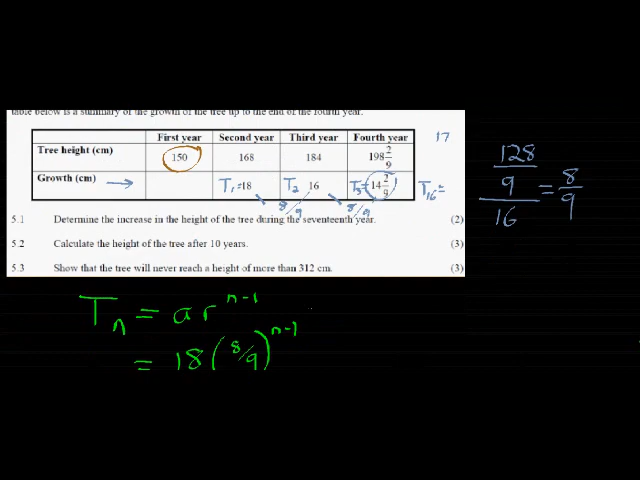 table below is a summary of the growth of the tree up to the end of the fourth year.
First year Second year Third year Fourth year 17
Tree height (cm) 150 168 184 198 2/9
Growth (cm) → T1 = 18 T2 16 T3 = 14 2/9 T16 =
8/9 8/9
128/9 / 16 = 8/9
5.1 Determine the increase in the height of the tree during the seventeenth year. (2)
5.2 Calculate the height of the tree after 10 years. (3)
5.3 Show that the tree will never reach a height of more than 312 cm. (3)
Tn = ar^(n-1)
= 18(8/9)^(n-1)